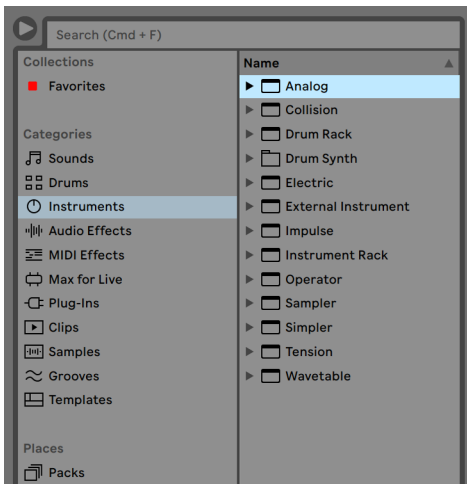 Search (Cmd + F)
Collections
Favorites
Categories
Sounds
Drums
Instruments
Audio Effects
MIDI Effects
Max for Live
Plug-Ins
Clips
Samples
Grooves
Templates
Places
Packs
Name
Analog
Collision
Drum Rack
Drum Synth
Electric
External Instrument
Impulse
Instrument Rack
Operator
Sampler
Simpler
Tension
Wavetable